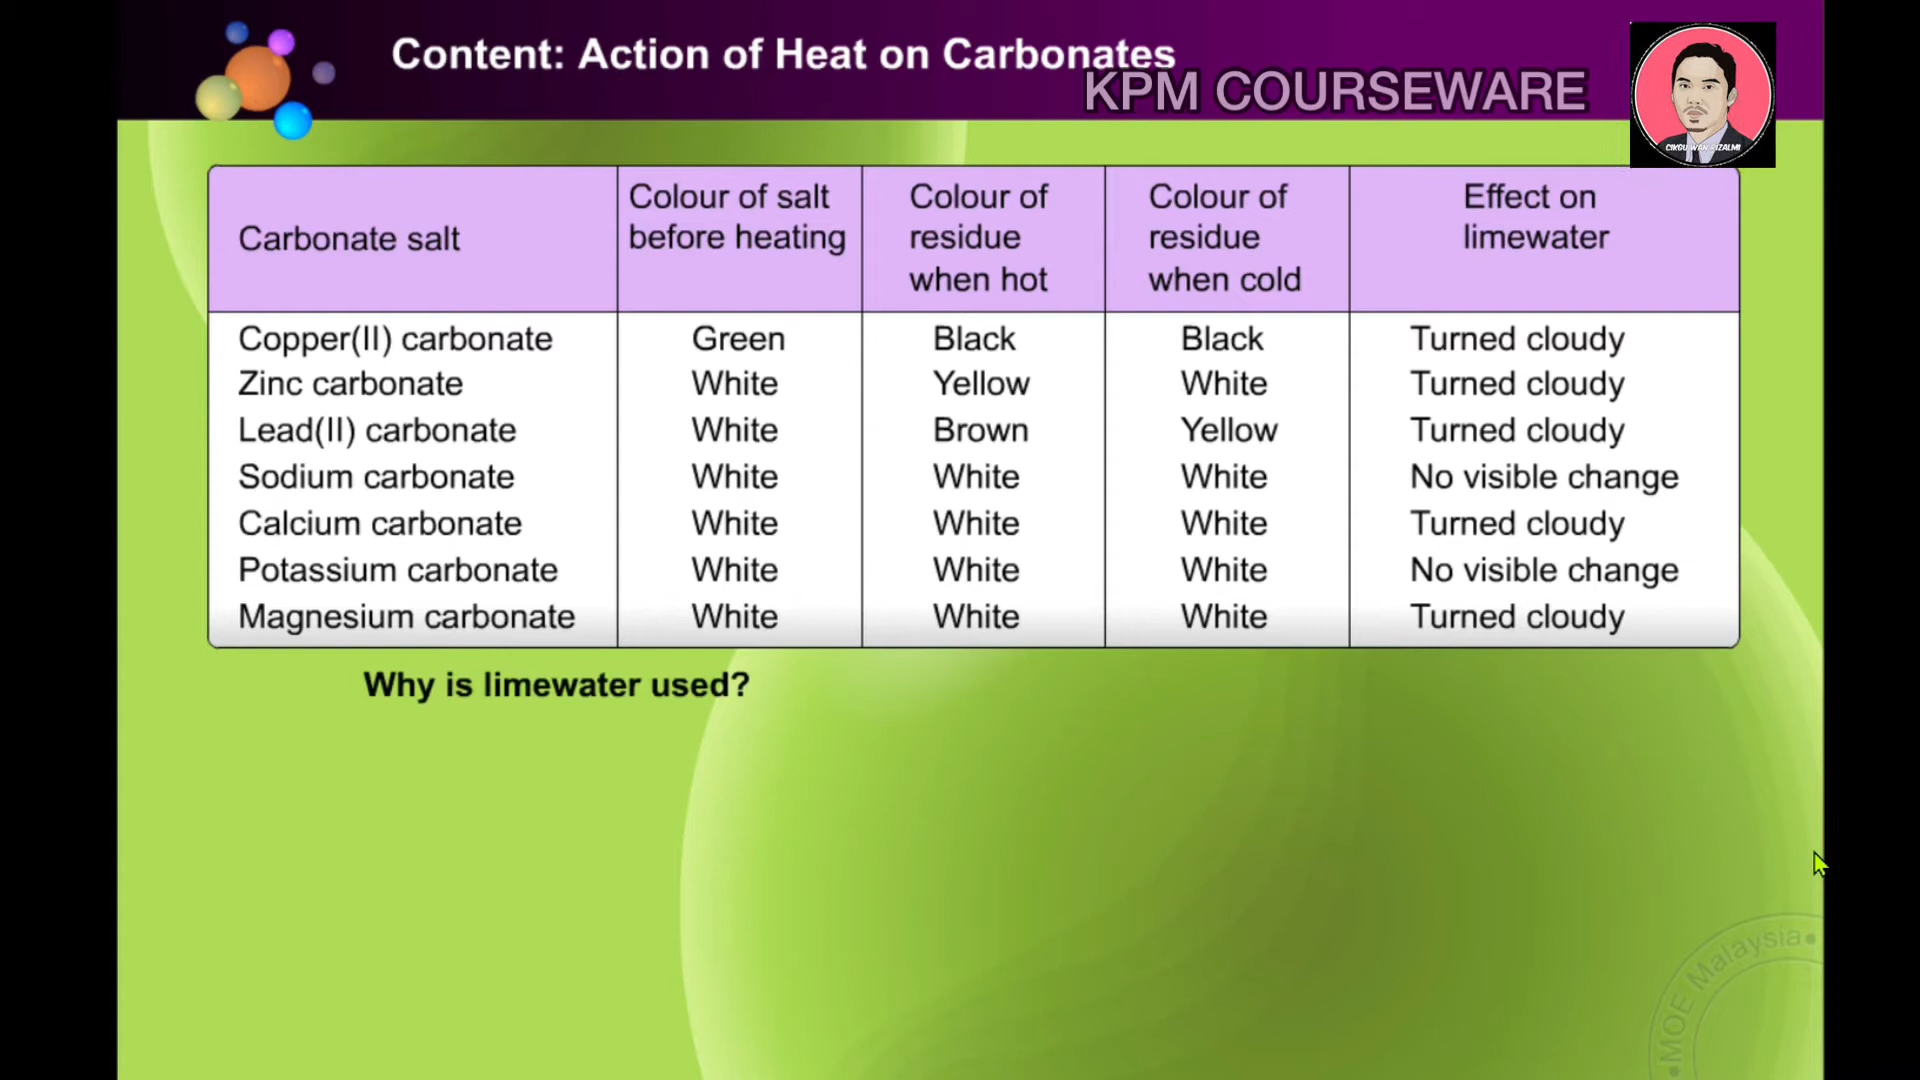 Content: Action of Heat on Carbonates
KPM COURSEWARE
CIKGU WAN RIZALMI
Carbonate salt
Colour of salt
before heating
Colour of
residue
when hot
Colour of
residue
when cold
Effect on
limewater
Copper(II) carbonate Green Black Black Turned cloudy
Zinc carbonate White Yellow White Turned cloudy
Lead(II) carbonate White Brown Yellow Turned cloudy
Sodium carbonate White White White No visible change
Calcium carbonate White White White Turned cloudy
Potassium carbonate White White White No visible change
Magnesium carbonate White White White Turned cloudy
Why is limewater used?
MOE Malaysia